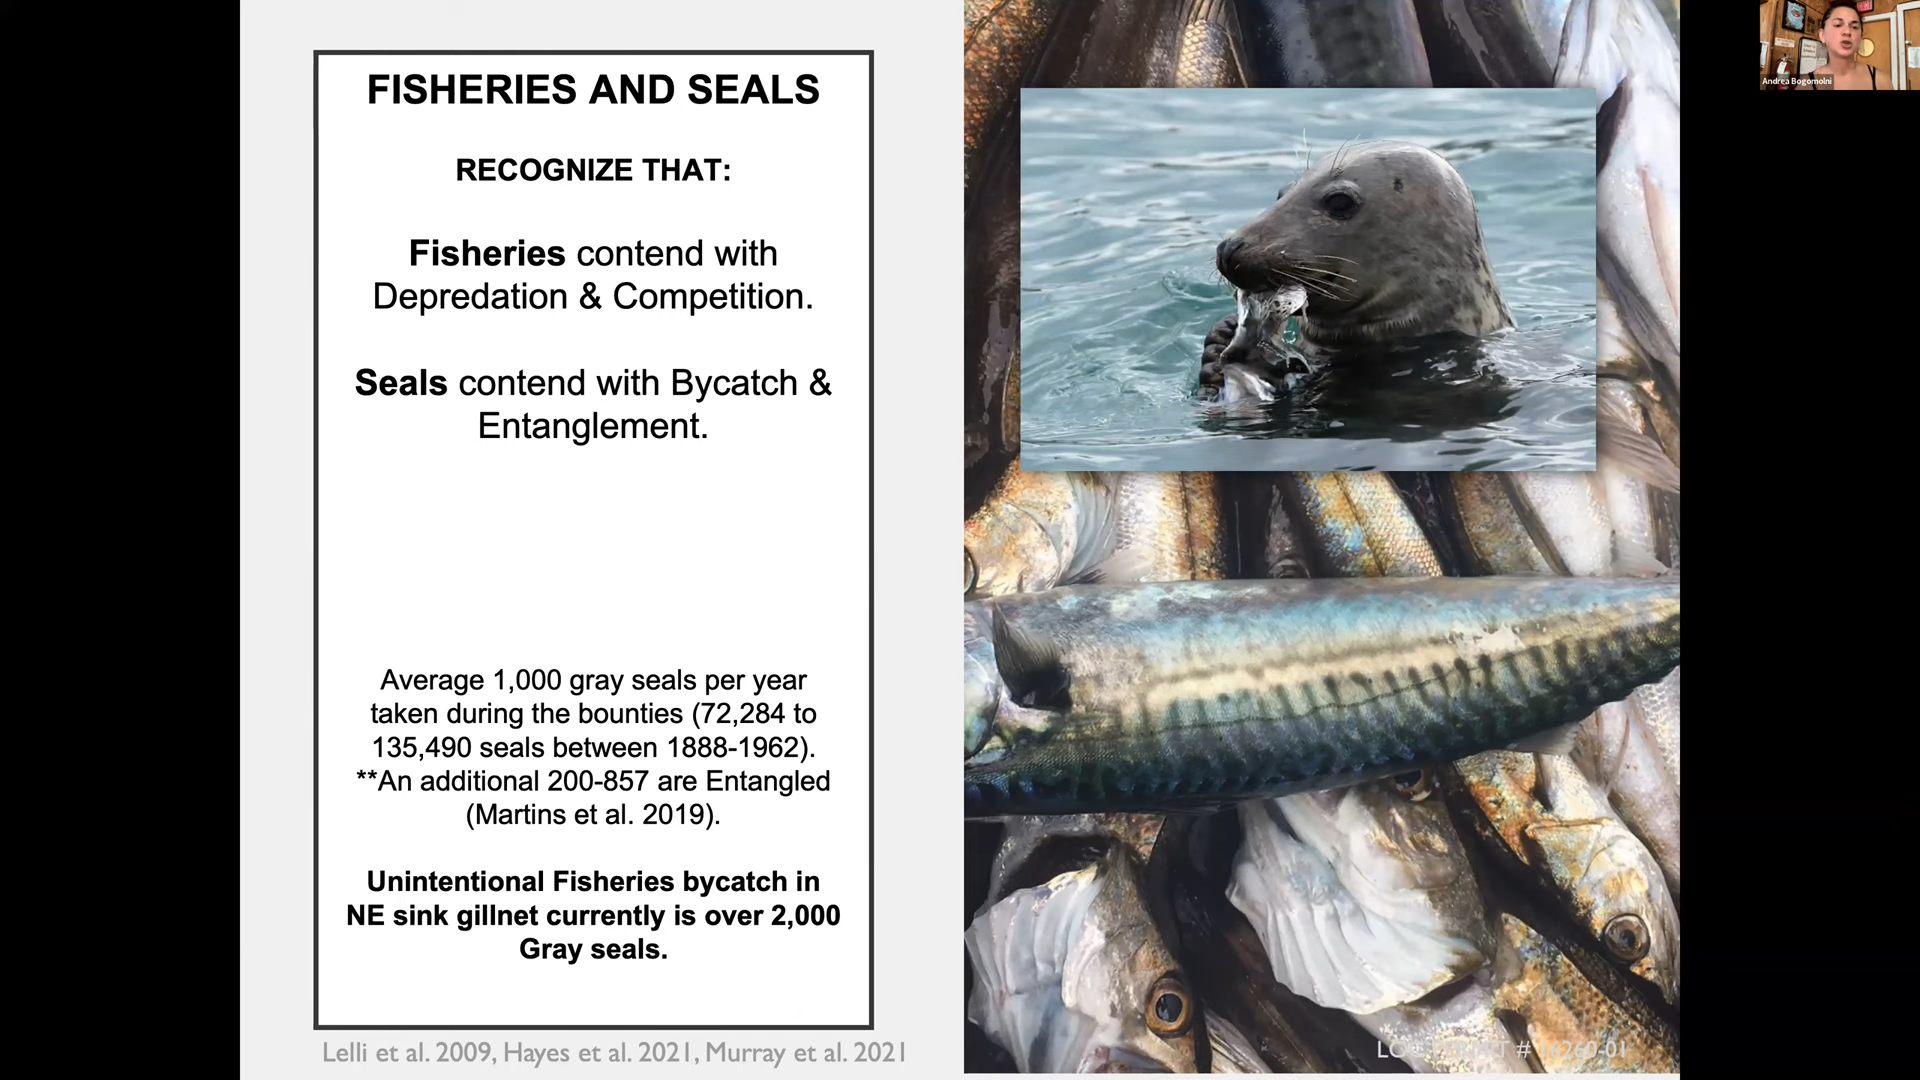 FISHERIES AND SEALS
RECOGNIZE THAT:
Fisheries contend with
Depredation & Competition.
Seals contend with Bycatch &
Entanglement.
Average 1,000 gray seals per year
taken during the bounties (72,284 to
135,490 seals between 1888-1962).
**An additional 200-857 are Entangled
(Martins et al. 2019).
Unintentional Fisheries bycatch in
NE sink gillnet currently is over 2,000
Gray seals.
Lelli et al. 2009, Hayes et al. 2021, Murray et al. 2021
# 16260-01
Andrea Bogomolni